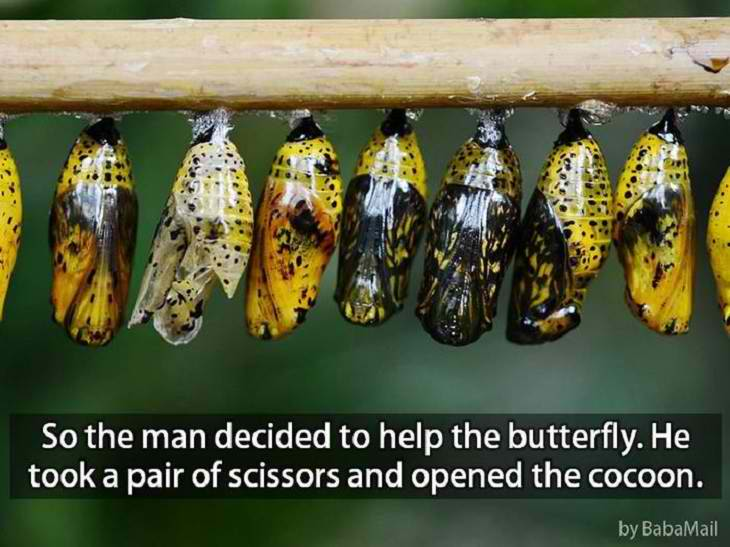 So the man decided to help the butterfly. He
took a pair of scissors and opened the cocoon.
by BabaMail